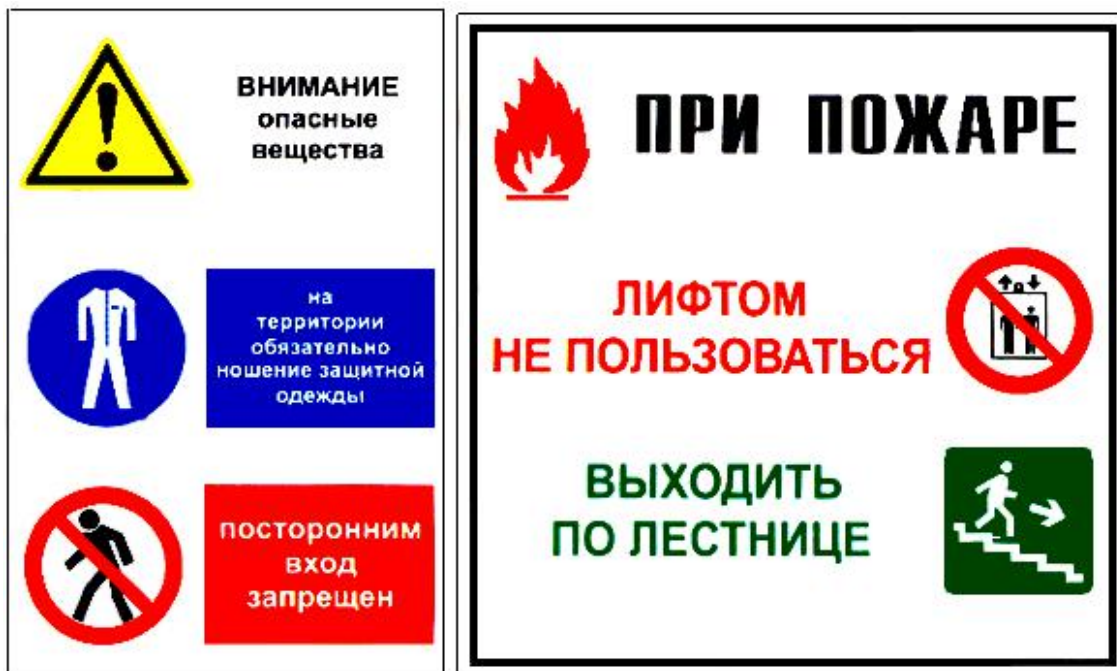 ВНИМАНИЕ
опасные
вещества
на
территории
обязательно
ношение защитной
одежды
посторонним
вход
запрещен
ПРИ ПОЖАРЕ
ЛИФТОМ
НЕ ПОЛЬЗОВАТЬСЯ
ВЫХОДИТЬ
ПО ЛЕСТНИЦЕ